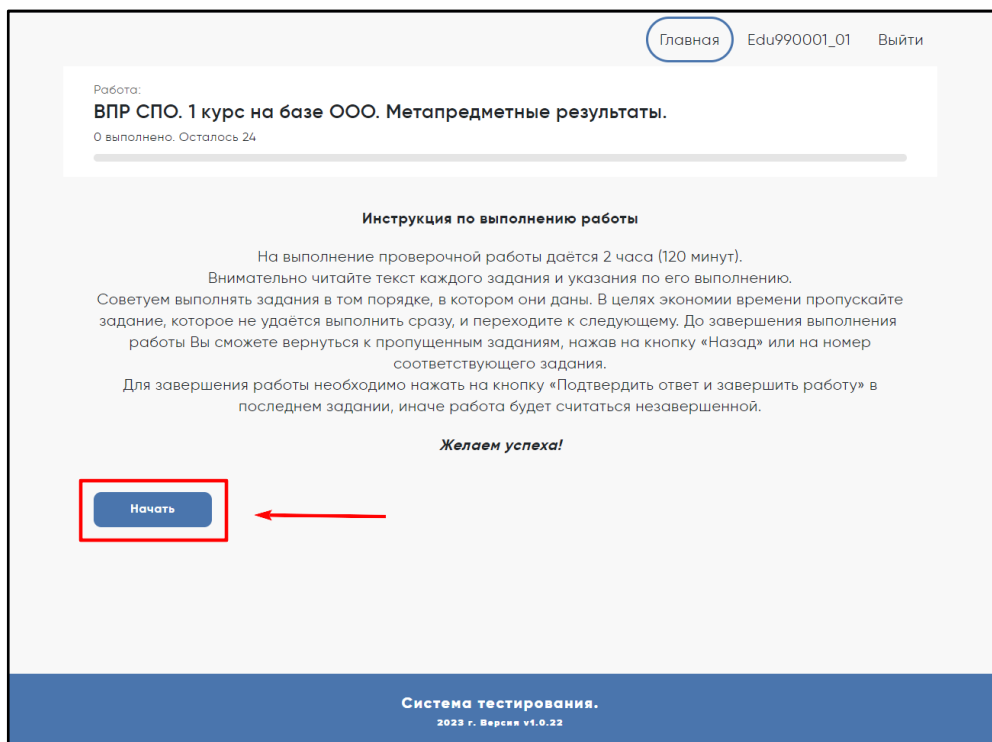 Главная Edu990001_01 Выйти
Работа:
ВПР СПО. 1 курс на базе ООО. Метапредметные результаты.
0 выполнено. Осталось 24
Инструкция по выполнению работы
На выполнение проверочной работы даётся 2 часа (120 минут).
Внимательно читайте текст каждого задания и указания по его выполнению.
Советуем выполнять задания в том порядке, в котором они даны. В целях экономии времени пропускайте
задание, которое не удаётся выполнить сразу, и переходите к следующему. До завершения выполнения
работы Вы сможете вернуться к пропущенным заданиям, нажав на кнопку «Назад» или на номер
соответствующего задания.
Для завершения работы необходимо нажать на кнопку «Подтвердить ответ и завершить работу» в
последнем задании, иначе работа будет считаться незавершенной.
Желаем успеха!
Начать
Система тестирования.
2023 г. Версия v1.0.22